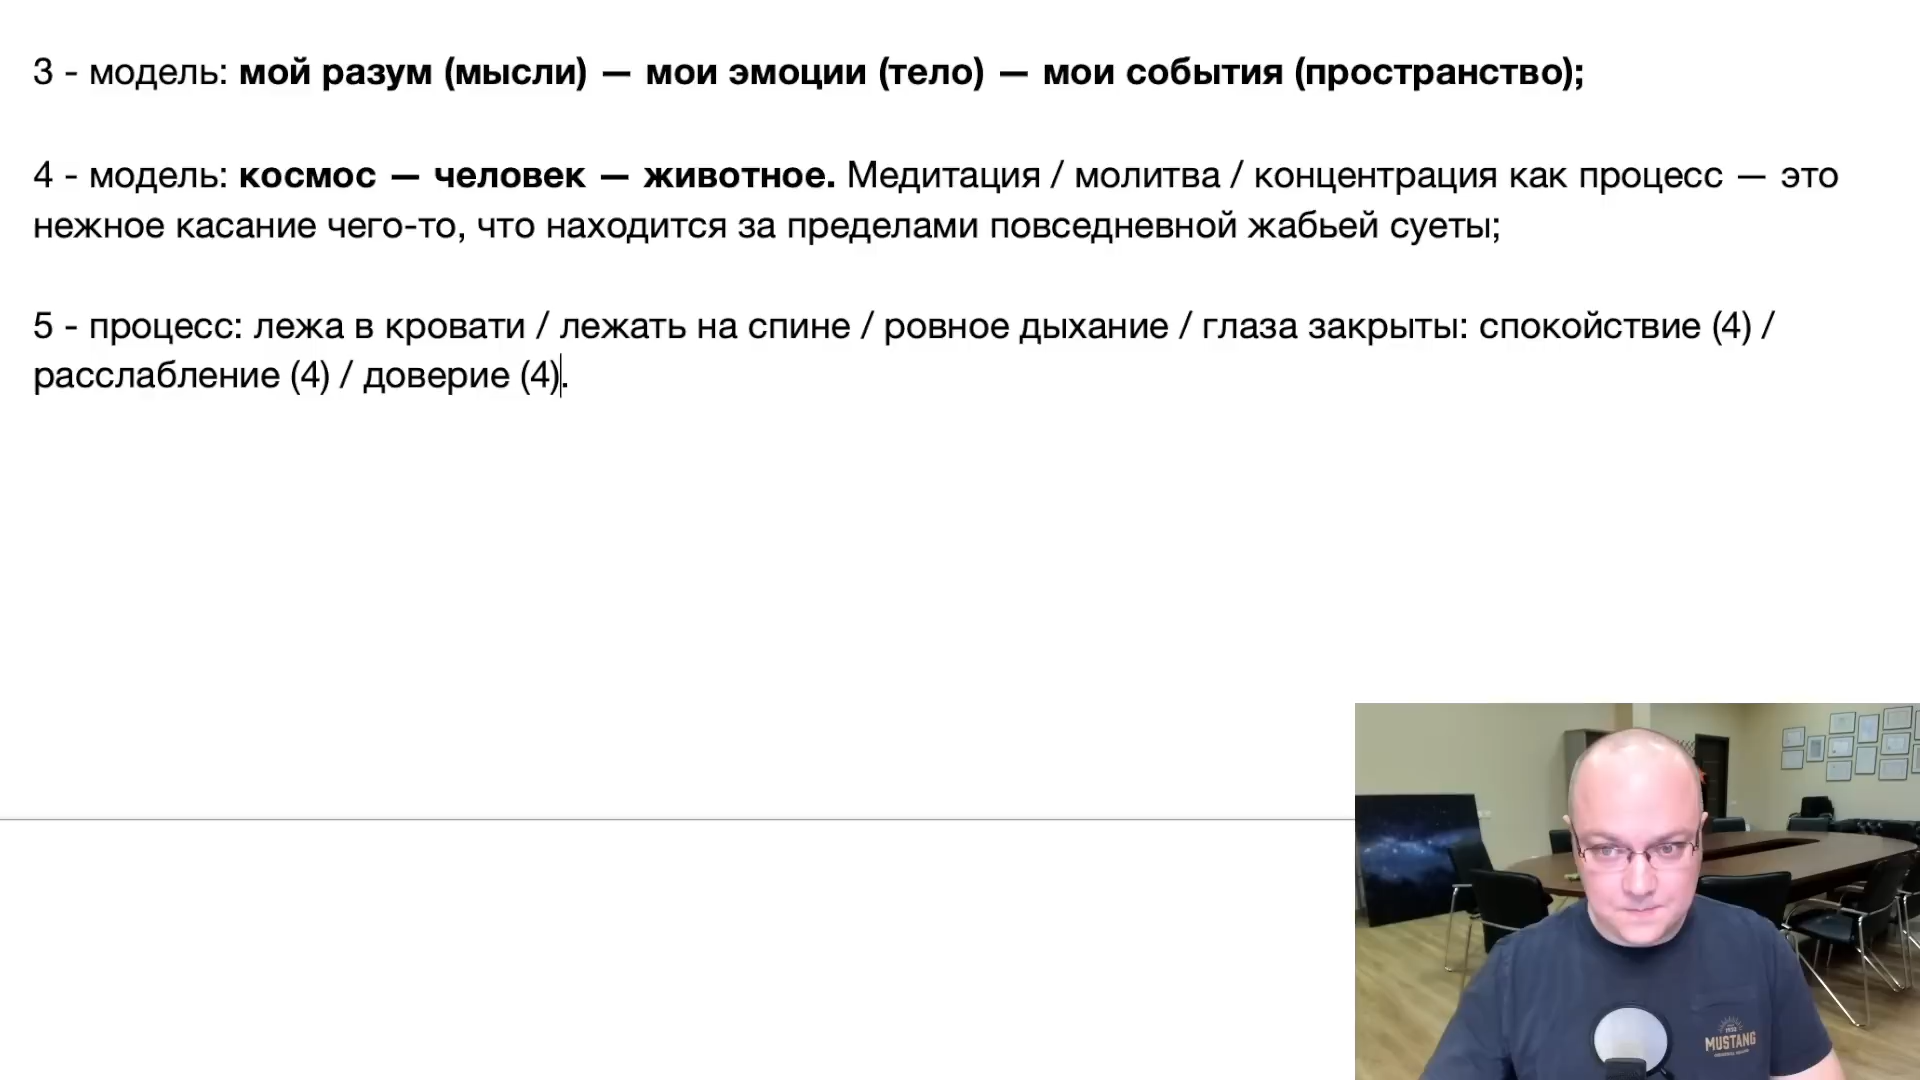 3 - модель: мой разум (мысли) — мои эмоции (тело) — мои события (пространство);
4 - модель: космос — человек — животное. Медитация / молитва / концентрация как процесс — это
нежное касание чего-то, что находится за пределами повседневной жабьей суеты;
5 - процесс: лежа в кровати / лежать на спине / ровное дыхание / глаза закрыты: спокойствие (4) /
расслабление (4) / доверие (4).
MUSTANG